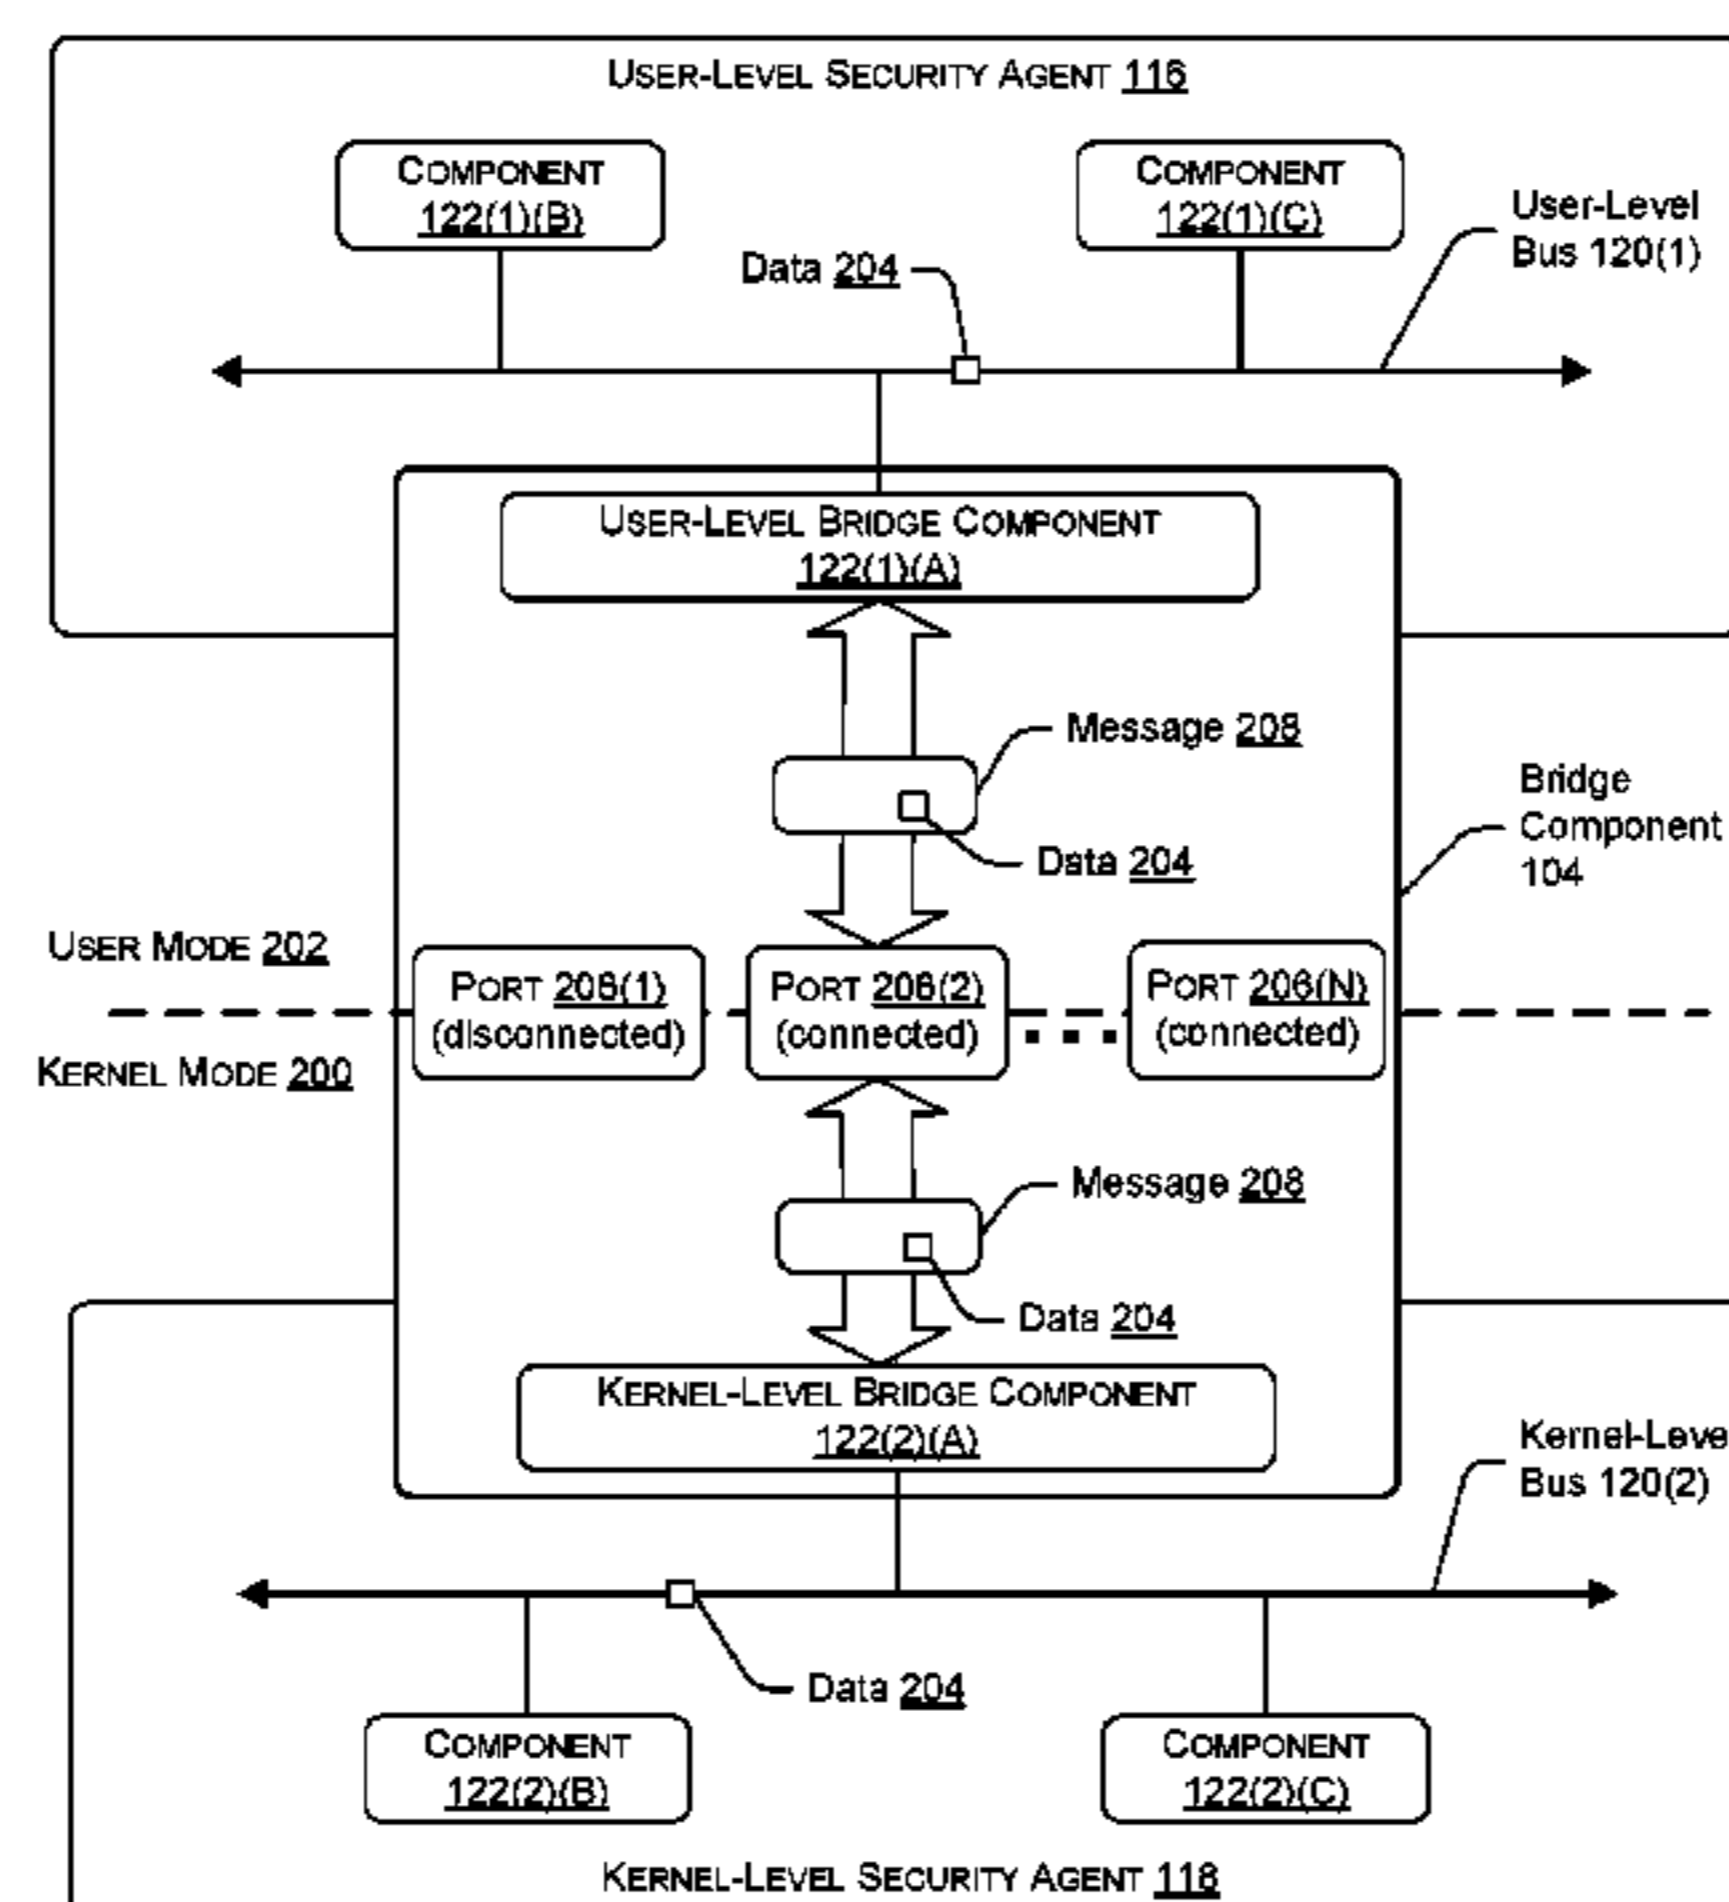 USER-LEVEL SECURITY AGENT 116
COMPONENT
122(1)(B)
COMPONENT
122(1)(C)
User-Level
Bus 120(1)
Data 204
USER-LEVEL BRIDGE COMPONENT
122(1)(A)
Message 208
Data 204
Bridge
Component
104
USER MODE 202
KERNEL MODE 200
PORT 206(1)
(disconnected)
PORT 206(2)
(connected)
PORT 206(N)
(connected)
Message 208
Data 204
KERNEL-LEVEL BRIDGE COMPONENT
122(2)(A)
Kernel-Leve
Bus 120(2)
Data 204
COMPONENT
122(2)(B)
COMPONENT
122(2)(C)
KERNEL-LEVEL SECURITY AGENT 118